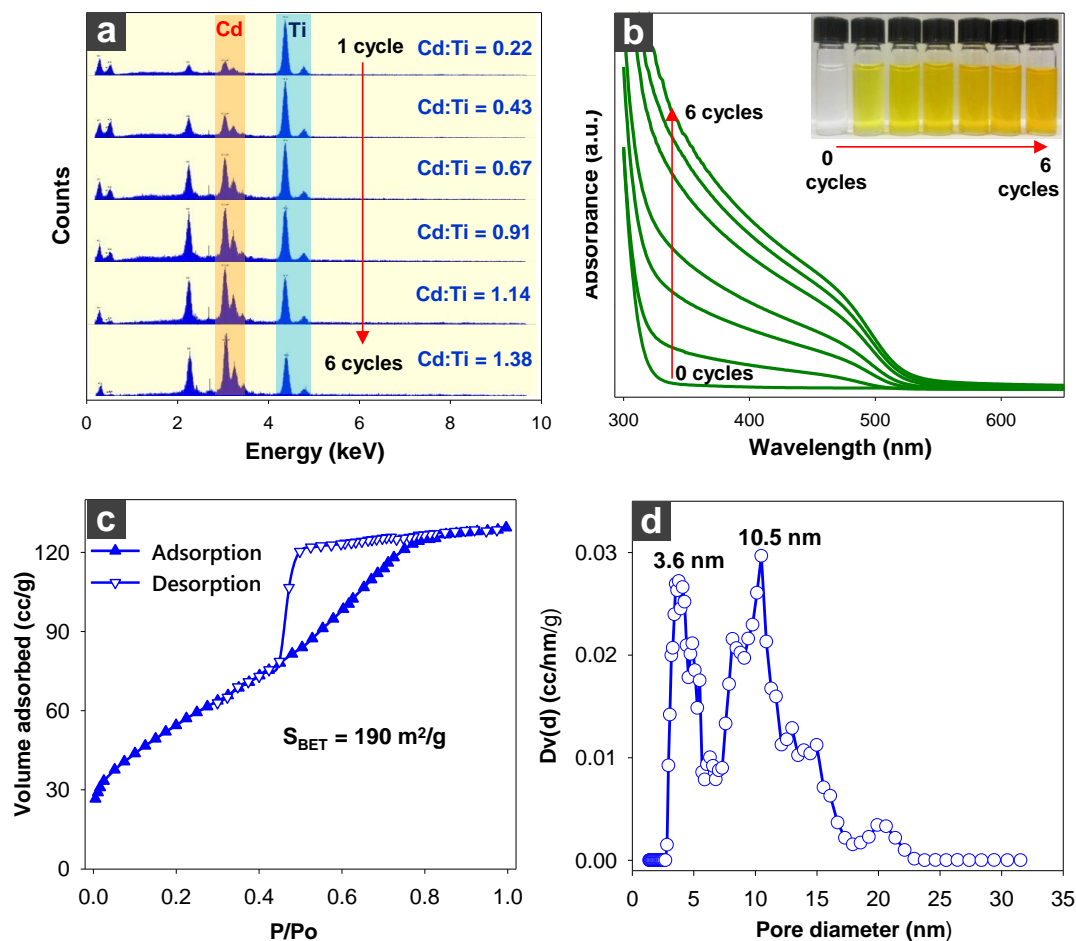 a
Cd
Ti
1 cycle
6 cycles
Cd:Ti = 0.22
Cd:Ti = 0.43
Cd:Ti = 0.67
Cd:Ti = 0.91
Cd:Ti = 1.14
Cd:Ti = 1.38
Counts
0
2
4
6
8
10
Energy (keV)
b
6 cycles
0 cycles
0
cycles
6
cycles
Absorbance (a.u.)
300
400
500
600
Wavelength (nm)
c
Adsorption
Desorption
S_BET = 190 m²/g
Volume adsorbed (cc/g)
120
90
60
30
0
0.0
0.2
0.4
0.6
0.8
1.0
P/Po
d
3.6 nm
10.5 nm
Dv(d) (cc/nm/g)
0.03
0.02
0.01
0.00
0
5
10
15
20
25
30
35
Pore diameter (nm)